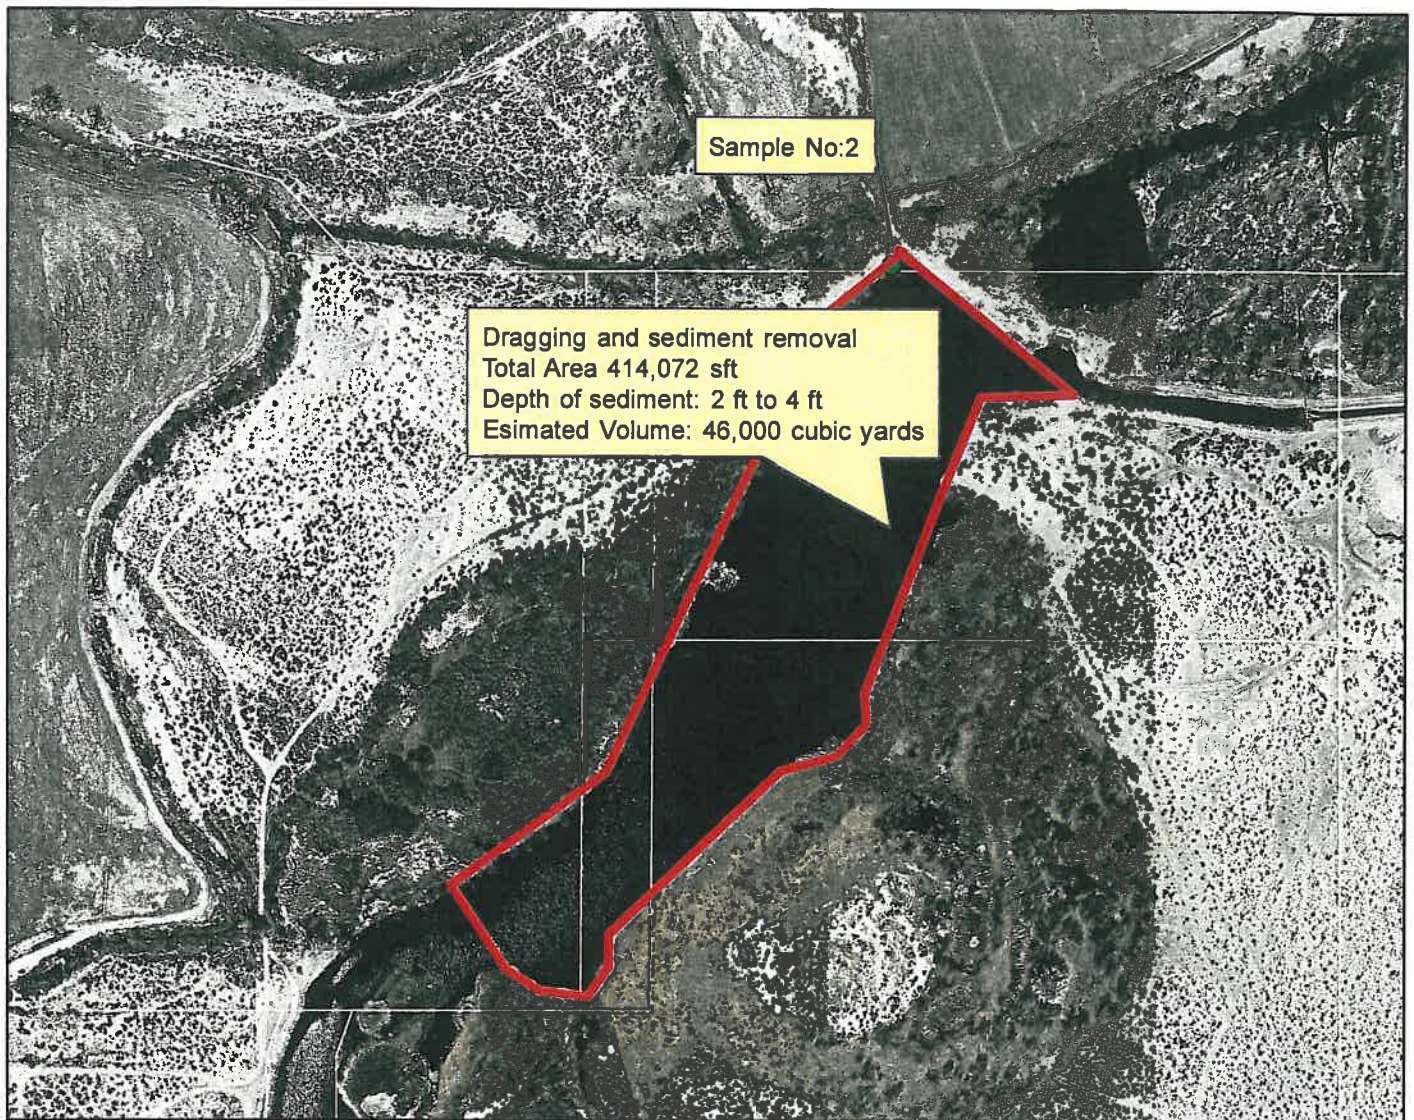 Sample No:2
Dragging and sediment removal
Total Area 414,072 sft
Depth of sediment: 2 ft to 4 ft
Esimated Volume: 46,000 cubic yards